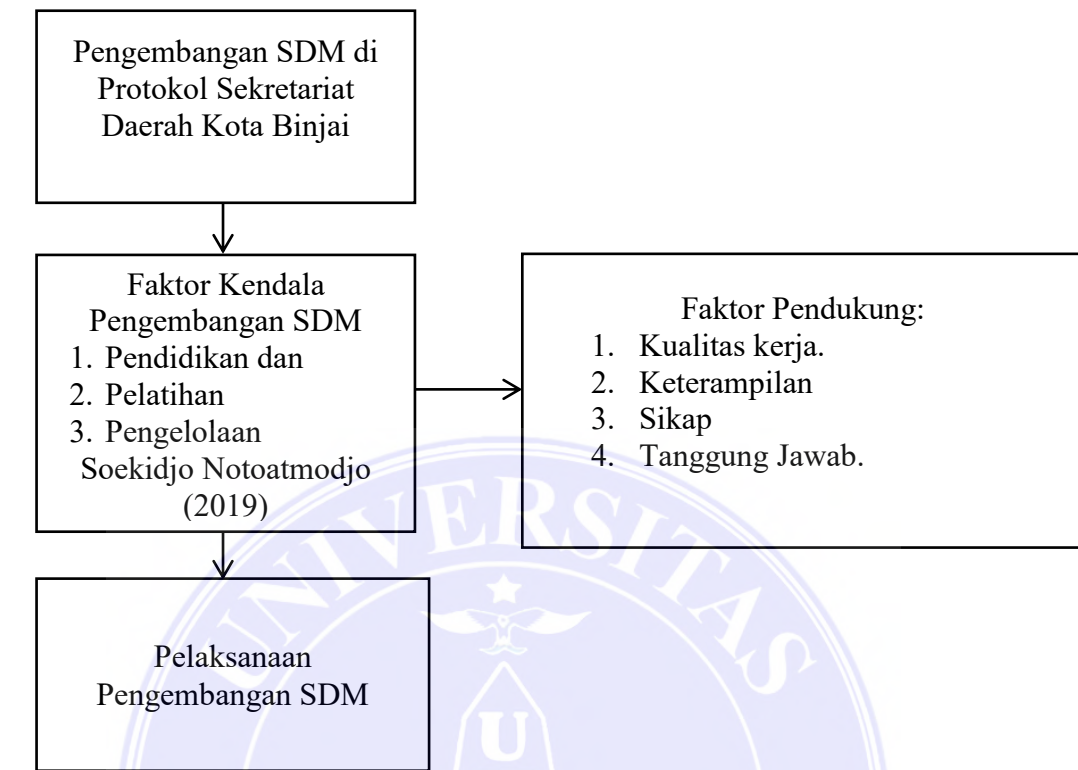 Pengembangan SDM di
Protokol Sekretariat
Daerah Kota Binjai
Faktor Kendala
Pengembangan SDM
1. Pendidikan dan
2. Pelatihan
3. Pengelolaan
Soekidjo Notoatmodjo
(2019)
Faktor Pendukung:
1. Kualitas kerja.
2. Keterampilan
3. Sikap
4. Tanggung Jawab.
Pelaksanaan
Pengembangan SDM
UNIVERSITAS
U